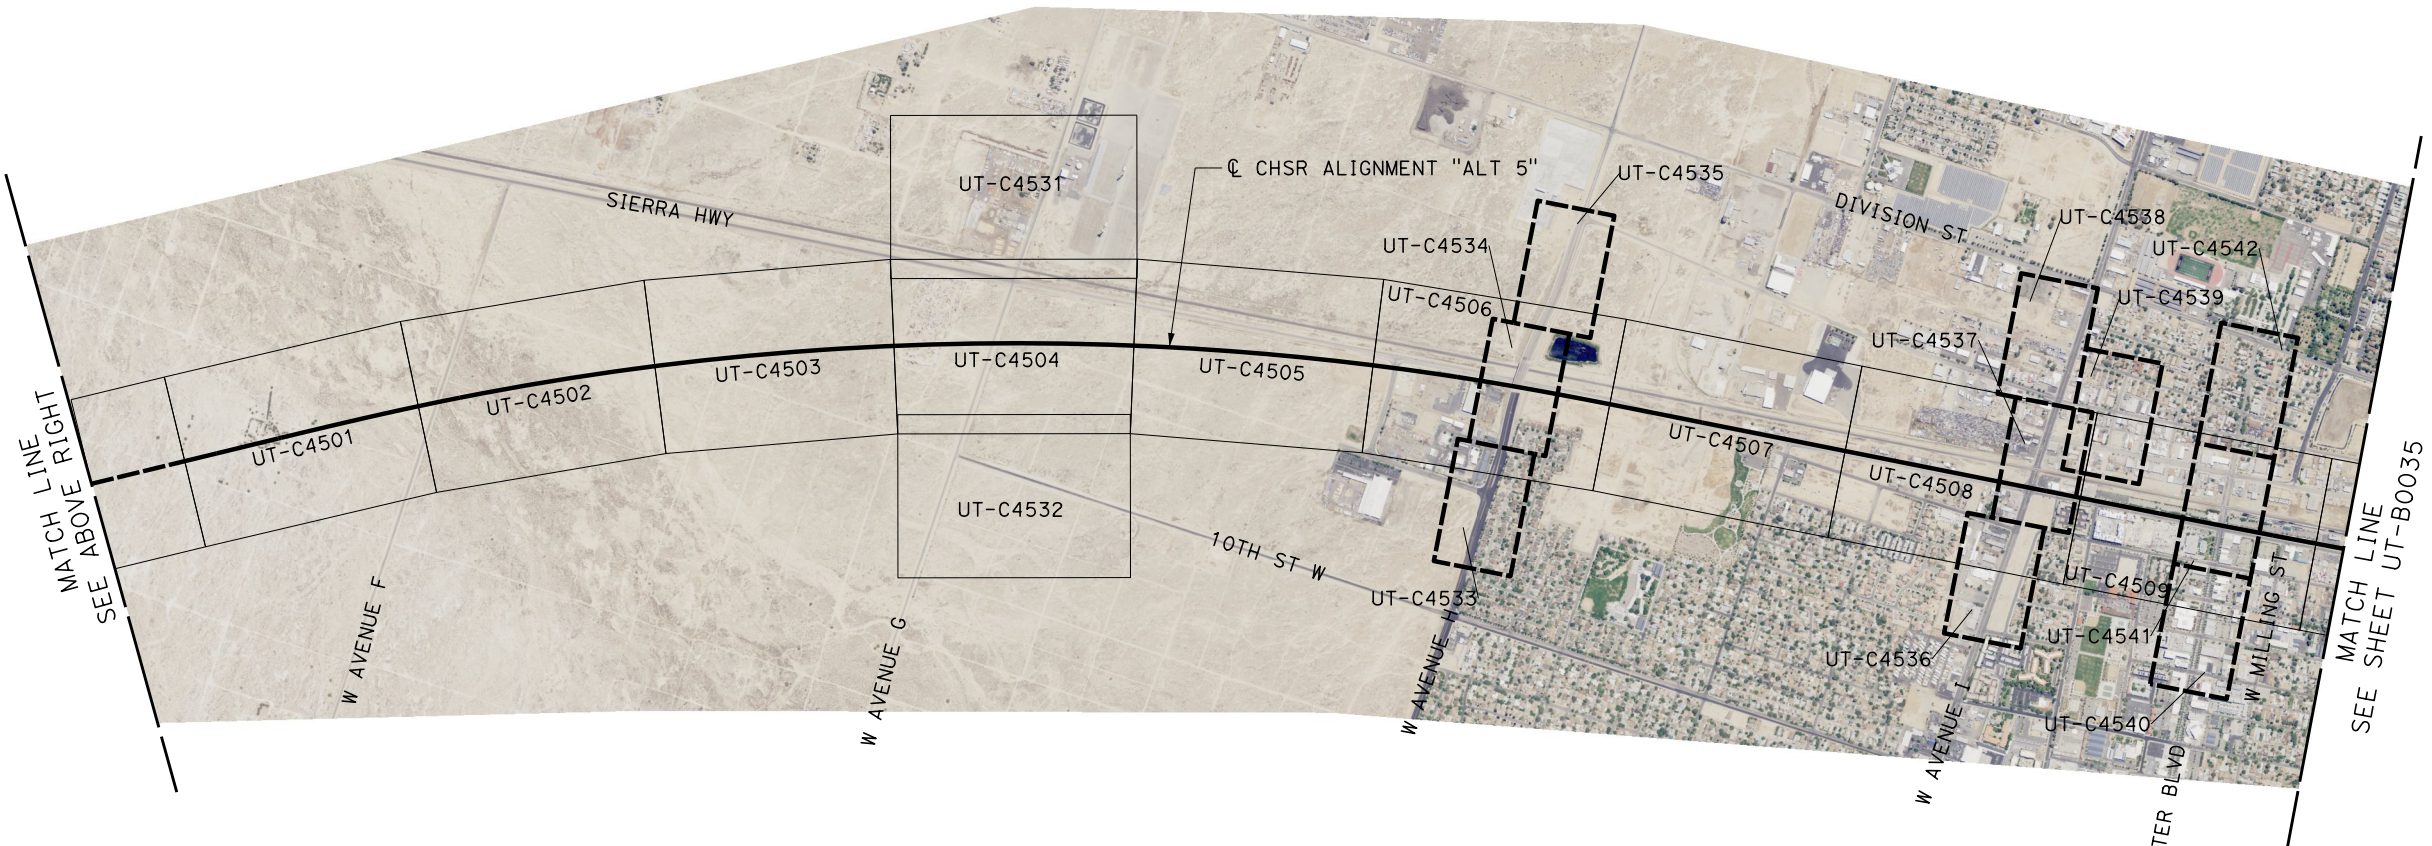 ℄ CHSR ALIGNMENT "ALT 5"
UT-C4531
UT-C4535
SIERRA HWY
DIVISION ST
UT-C4538
UT-C4534
UT-C4542
UT-C4506
UT-C4539
UT-C4537
UT-C4501
UT-C4502
UT-C4503
UT-C4504
UT-C4505
UT-C4507
UT-C4508
UT-C4532
10TH ST W
UT-C4533
UT-C4509
UT-C4541
UT-C4536
UT-C4540
MATCH LINE
SEE ABOVE RIGHT
W AVENUE F
W AVENUE G
W AVENUE H
W AVENUE I
TER BLVD
W MILLING ST
MATCH LINE
SEE SHEET UT-B0035